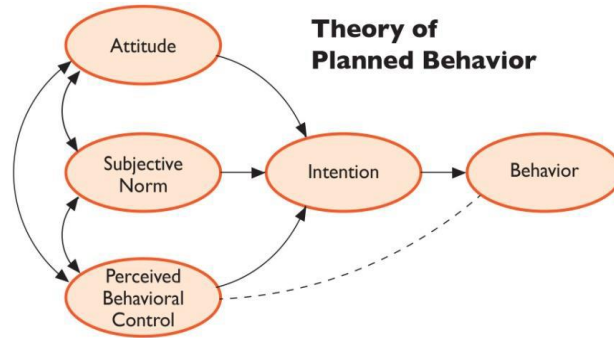 Theory of
Planned Behavior
Attitude
Subjective
Norm
Intention
Behavior
Perceived
Behavioral
Control